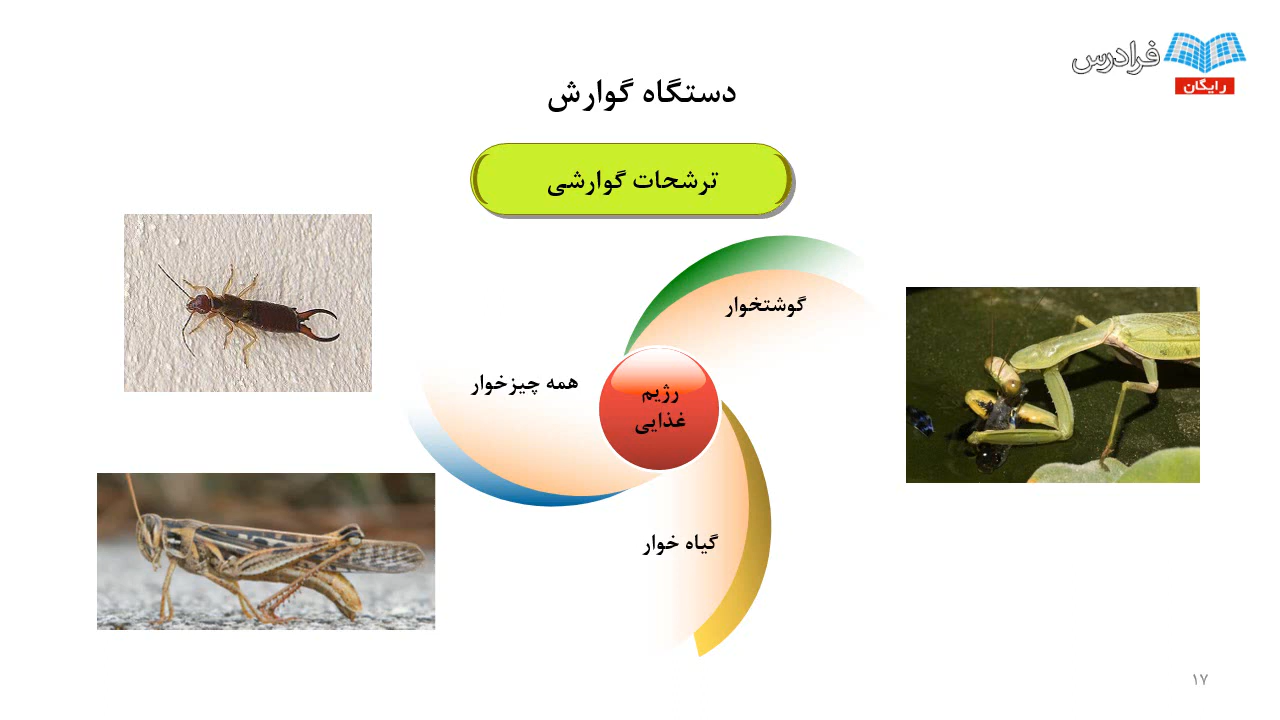 فرادرس
رایگان
دستگاه گوارش
ترشحات گوارشی
گوشتخوار
همه چیزخوار
رژیم
غذایی
گیاه خوار
۱۷